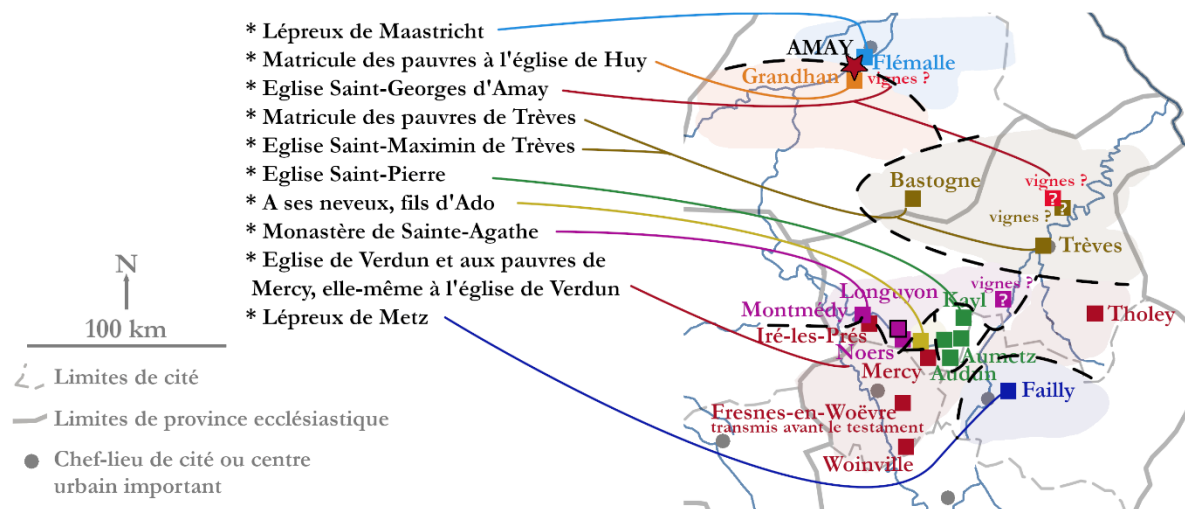 * Lépreux de Maastricht
* Matricule des pauvres à l'église de Huy
* Eglise Saint-Georges d'Amay
* Matricule des pauvres de Trèves
* Eglise Saint-Maximin de Trèves
* Eglise Saint-Pierre
* A ses neveux, fils d'Ado
* Monastère de Sainte-Agathe
* Eglise de Verdun et aux pauvres de
Mercy, elle-même à l'église de Verdun
* Lépreux de Metz
N
100 km
Limites de cité
Limites de province ecclésiastique
Chef-lieu de cité ou centre
urbain important
AMAY
Flémalle
Grandhan
vignes ?
Bastogne
vignes ?
?
vignes ?
?
Trèves
Longuyon
vignes ?
?
Kayl
Montmédy
Tholey
Iré-les-Prés
Noers
Aumetz
Mercy
Audun
Failly
Fresnes-en-Woëvre
transmis avant le testament
Woinville